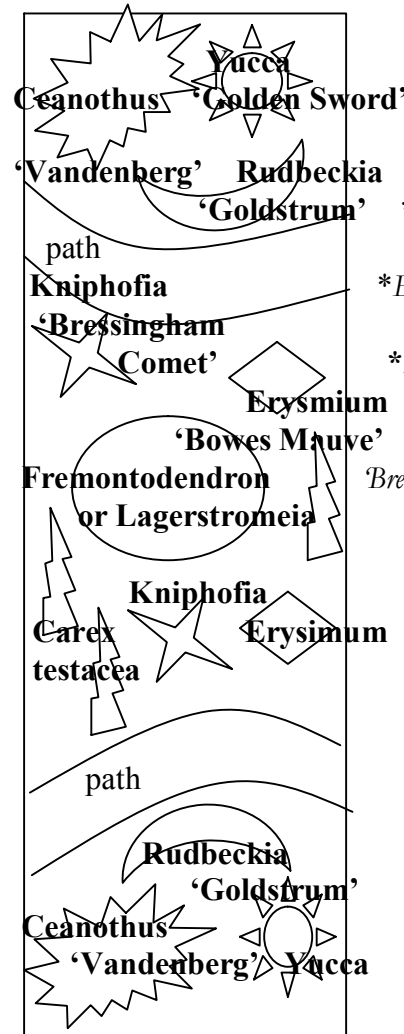 Yucca
Ceanothus ‘Golden Sword’
‘Vandenberg’ Rudbeckia
‘Goldstrum’
path
Kniphofia
‘Bressingham
Comet’
Erysmium
‘Bowes Mauve’
Fremontodendron
or Lagerstromeia
Kniphofia
Carex Erysimum
testacea
path
Rudbeckia
‘Goldstrum’
Ceanothus
‘Vandenberg’ Yucca